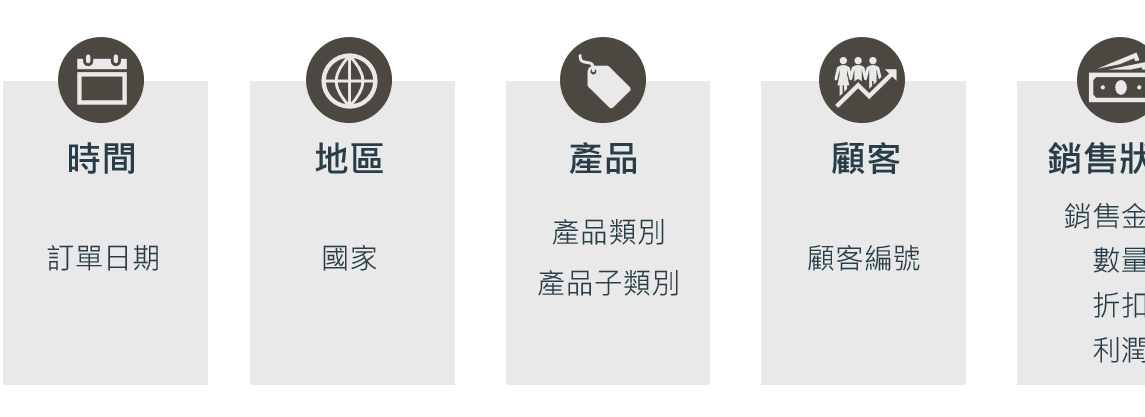 時間
訂單日期
地區
國家
產品
產品類別
產品子類別
顧客
顧客編號
銷售狀
銷售金
數量
折扣
利潤